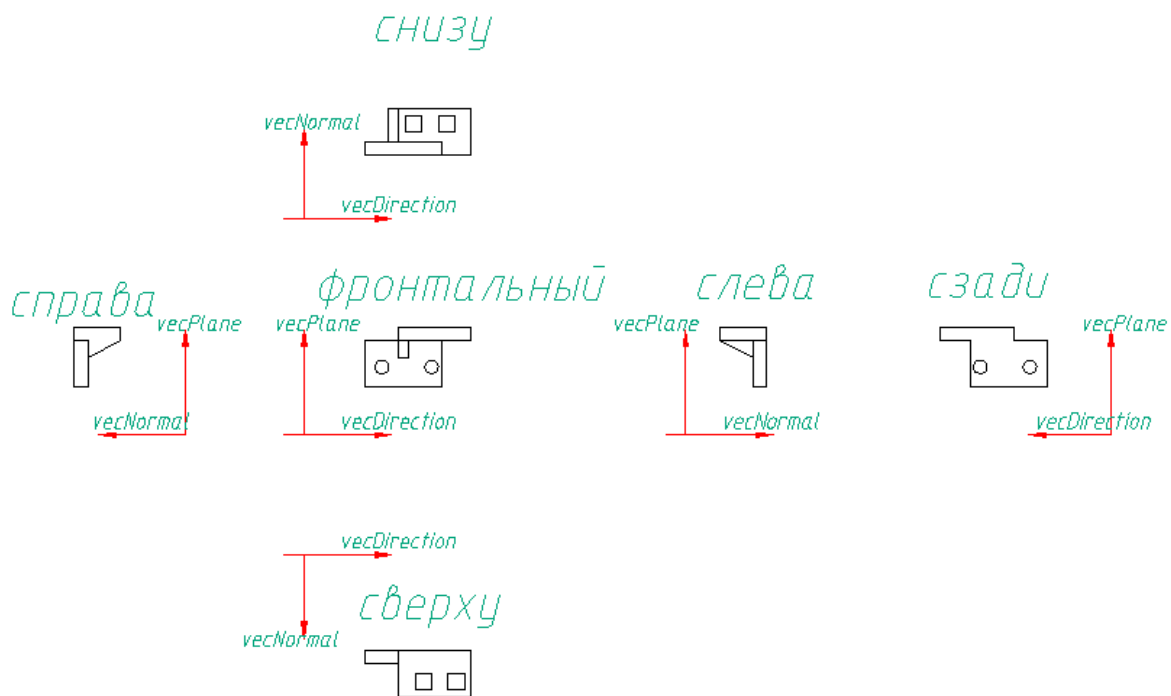 снизу
vecNormal
vecDirection
справа
фронтальный
слева
сзади
vecPlane
vecPlane
vecPlane
vecPlane
vecNormal
vecDirection
vecNormal
vecDirection
vecDirection
сверху
vecNormal